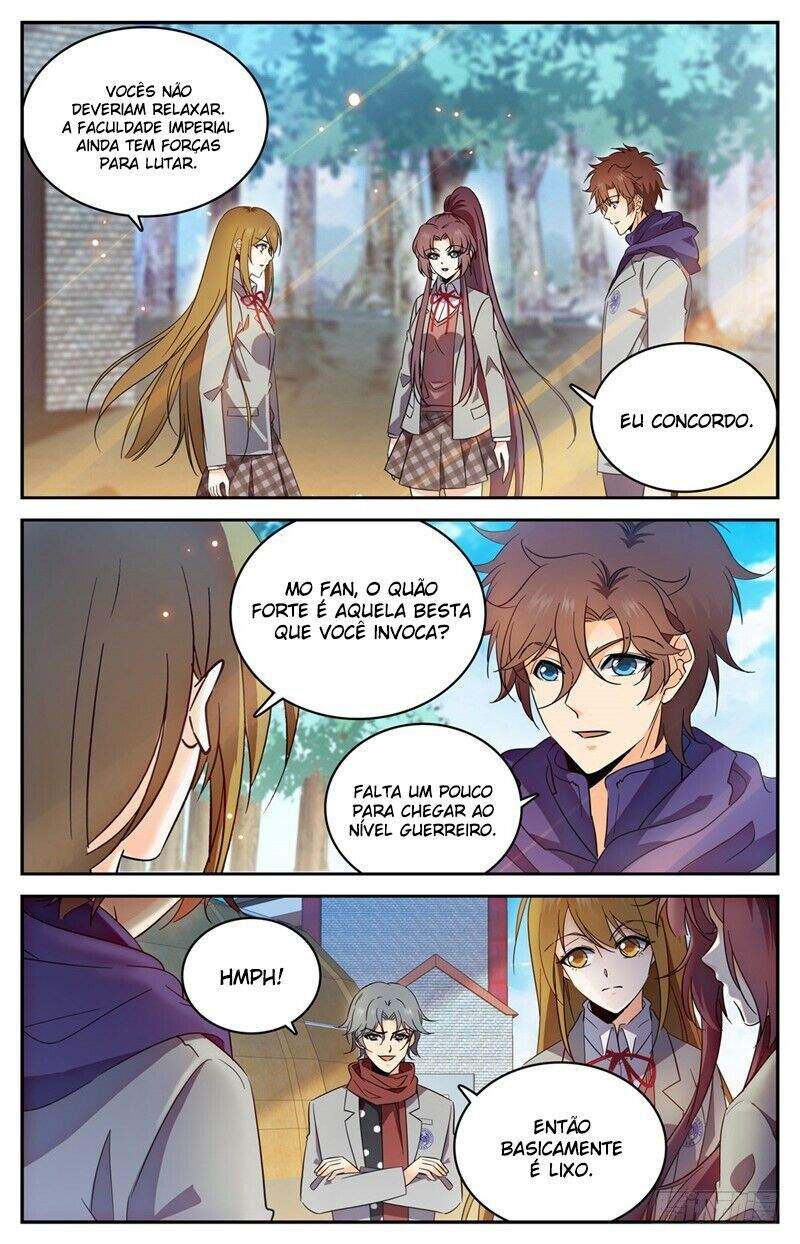 VOCÊS NÃO
DEVERIAM RELAXAR.
A FACULDADE IMPERIAL
AINDA TEM FORÇAS
PARA LUTAR.
EU CONCORDO.
MO FAN, O QUÃO
FORTE É AQUELA BESTA
QUE VOCÊ INVOCA?
FALTA UM POUCO
PARA CHEGAR AO
NÍVEL GUERREIRO.
HMPH!
ENTÃO
BASICAMENTE
É LIXO.